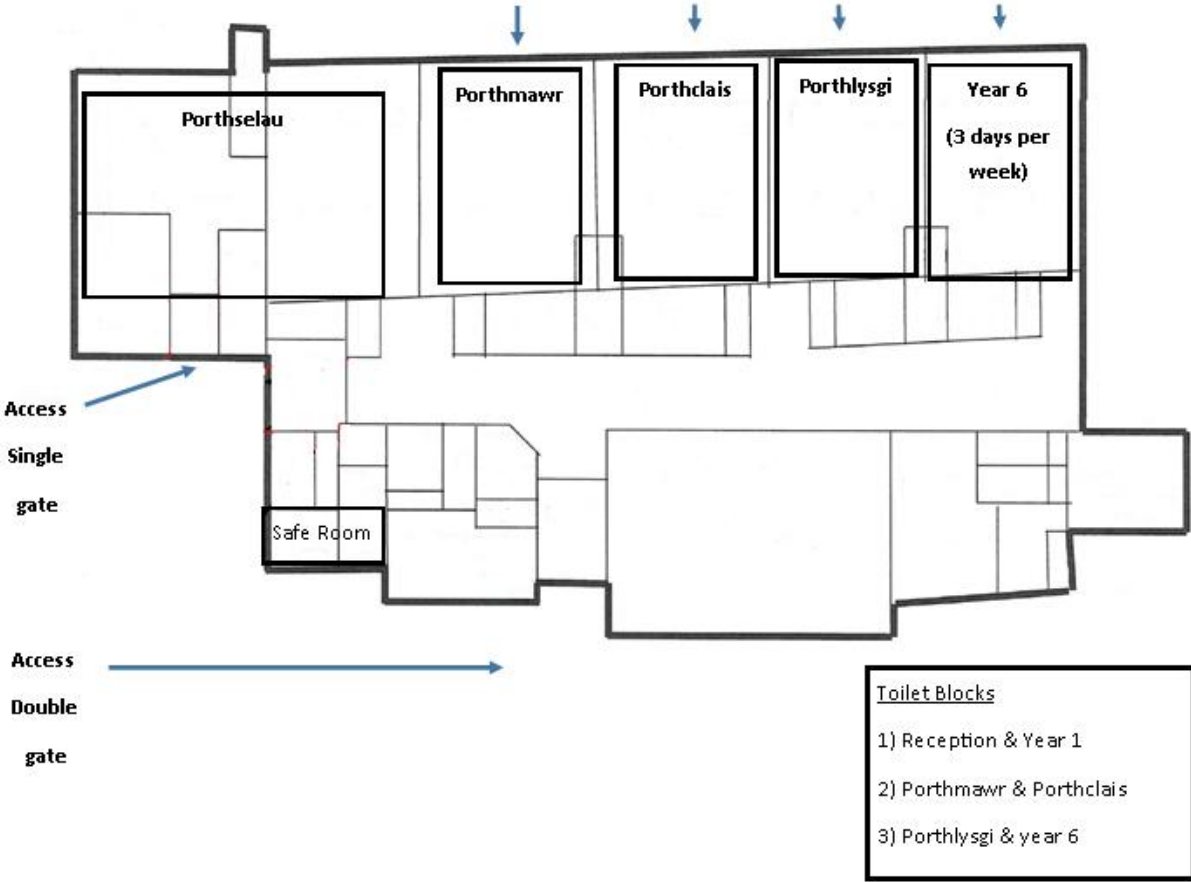 Porthselau
Porthmawr
Porthclais
Porthlysgi
Year 6
(3 days per
week)
Access
Single
gate
Safe Room
Access
Double
gate
Toilet Blocks
1) Reception & Year 1
2) Porthmawr & Porthclais
3) Porthlysgi & year 6